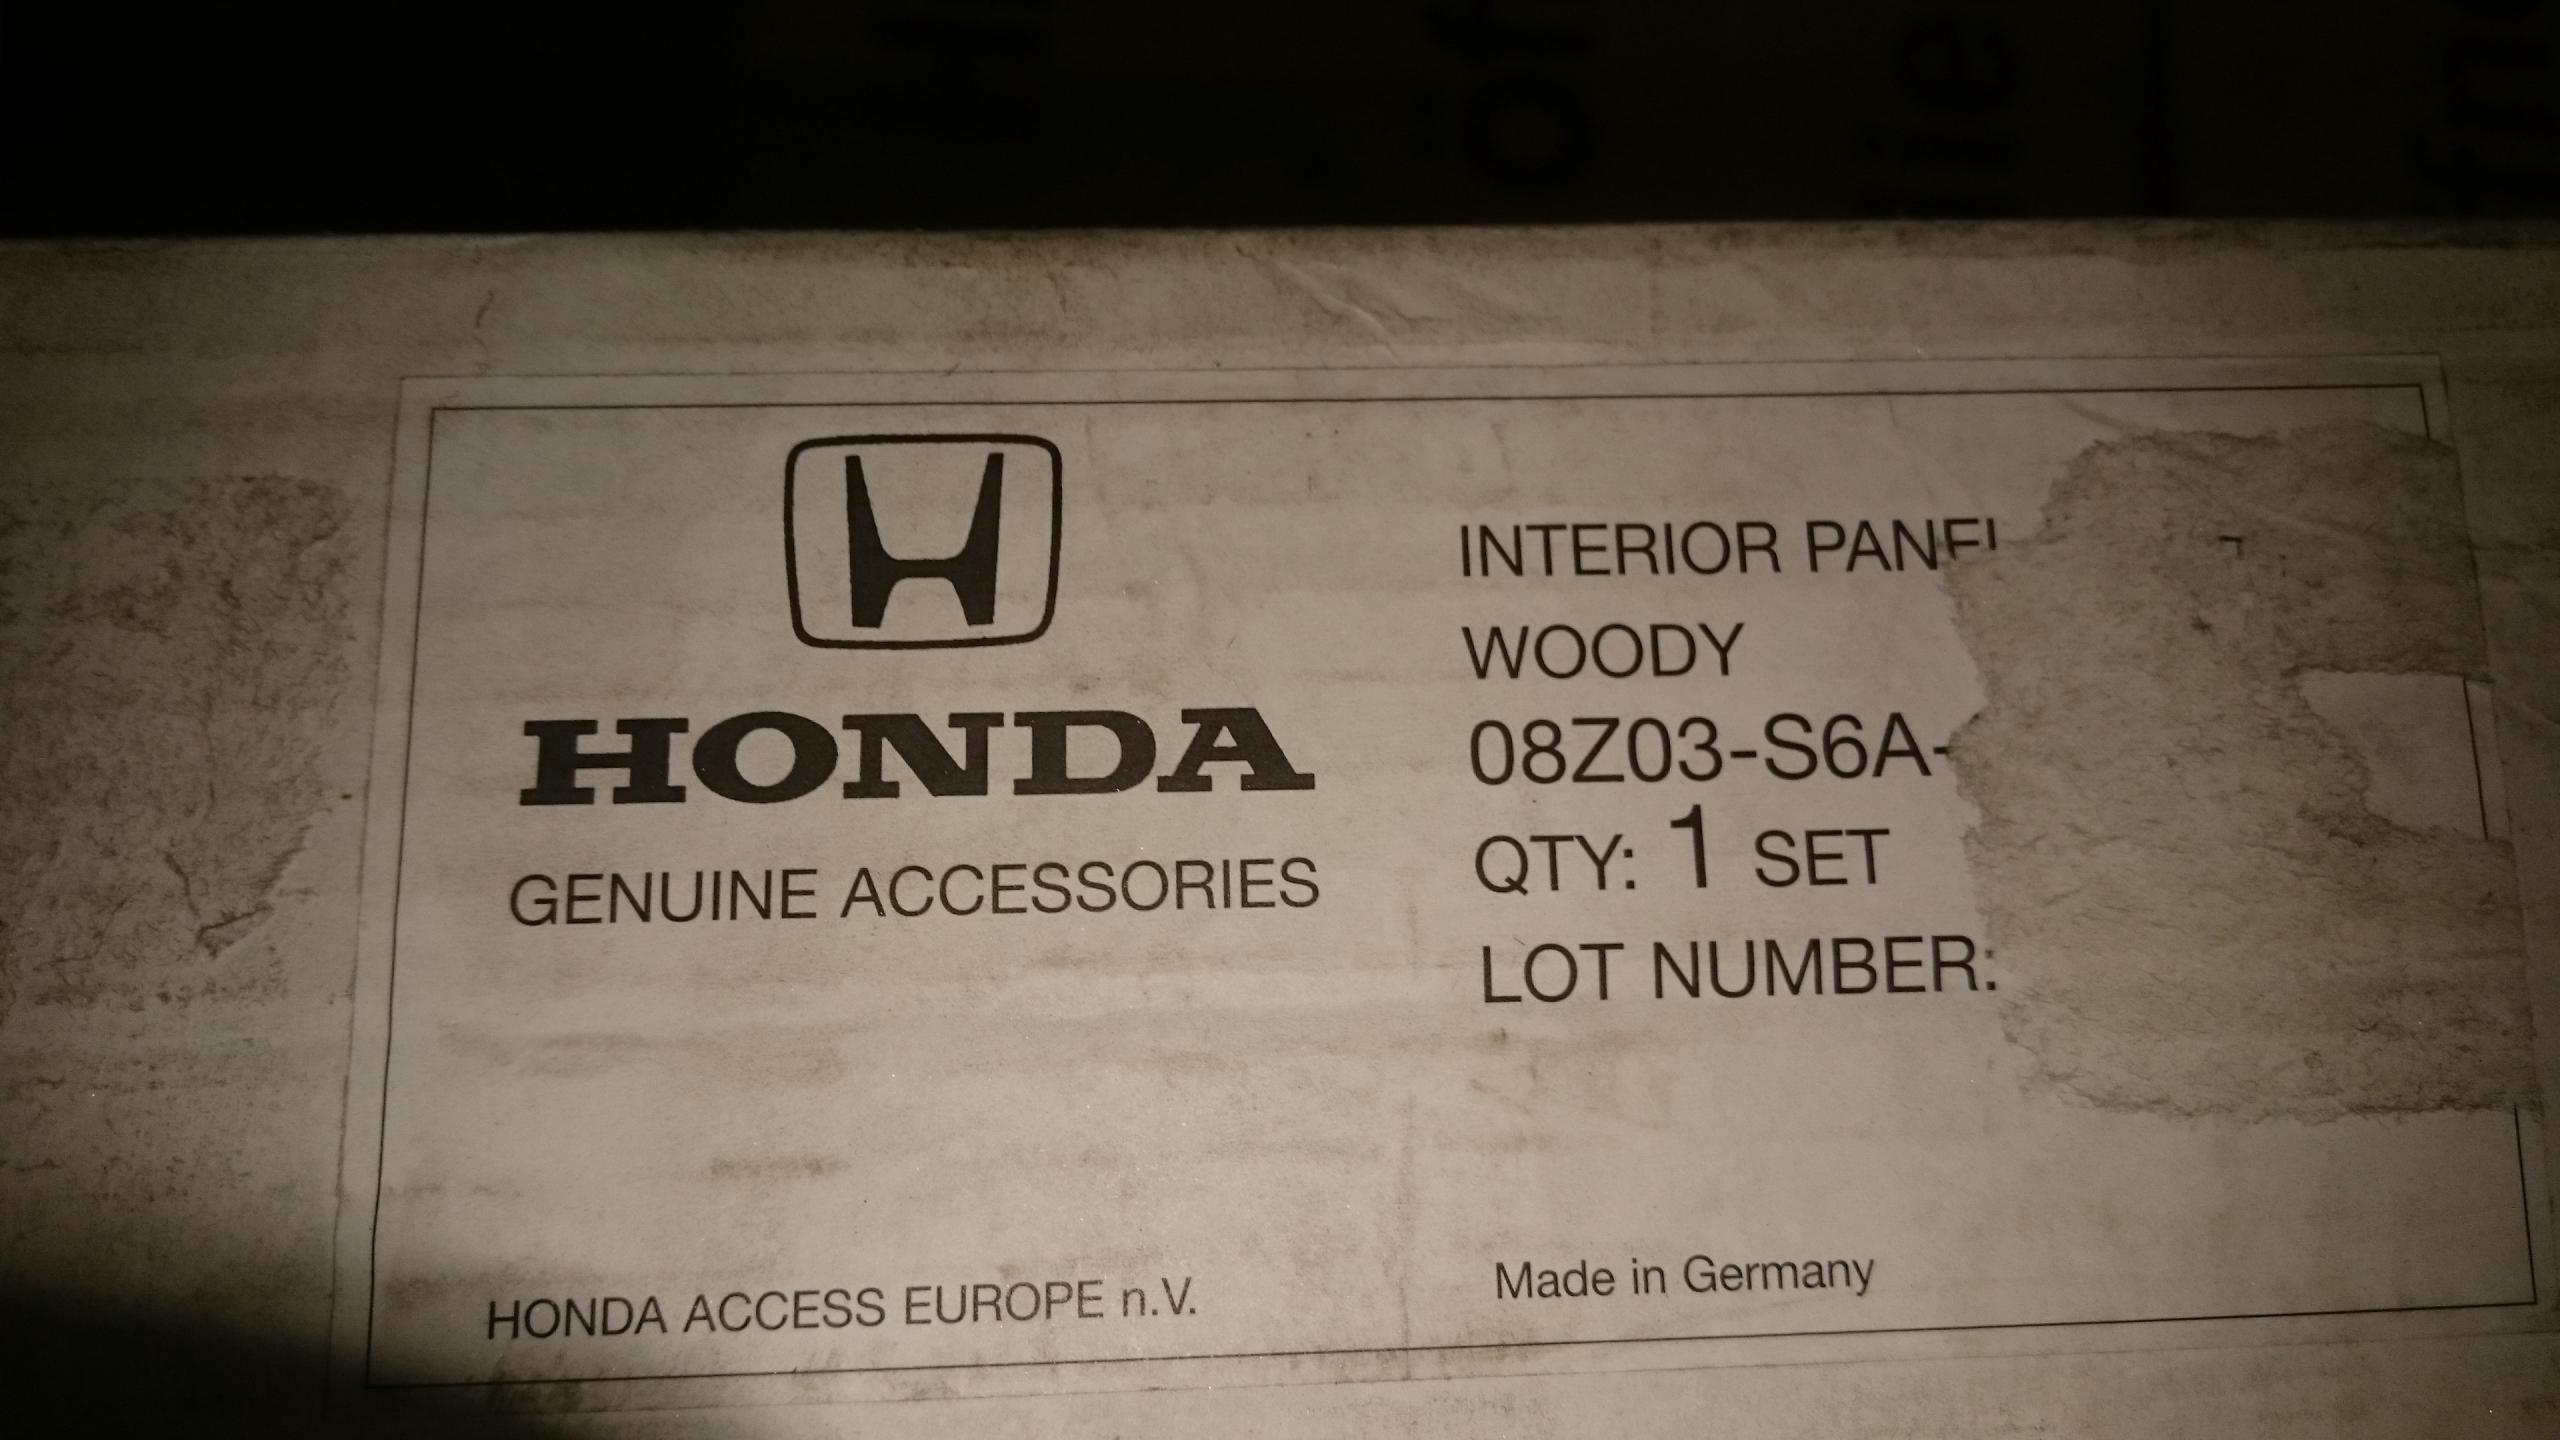 HONDA
GENUINE ACCESSORIES
HONDA ACCESS EUROPE n.V.
INTERIOR PANEL
WOODY
08Z03-S6A-
QTY: 1 SET
LOT NUMBER:
Made in Germany